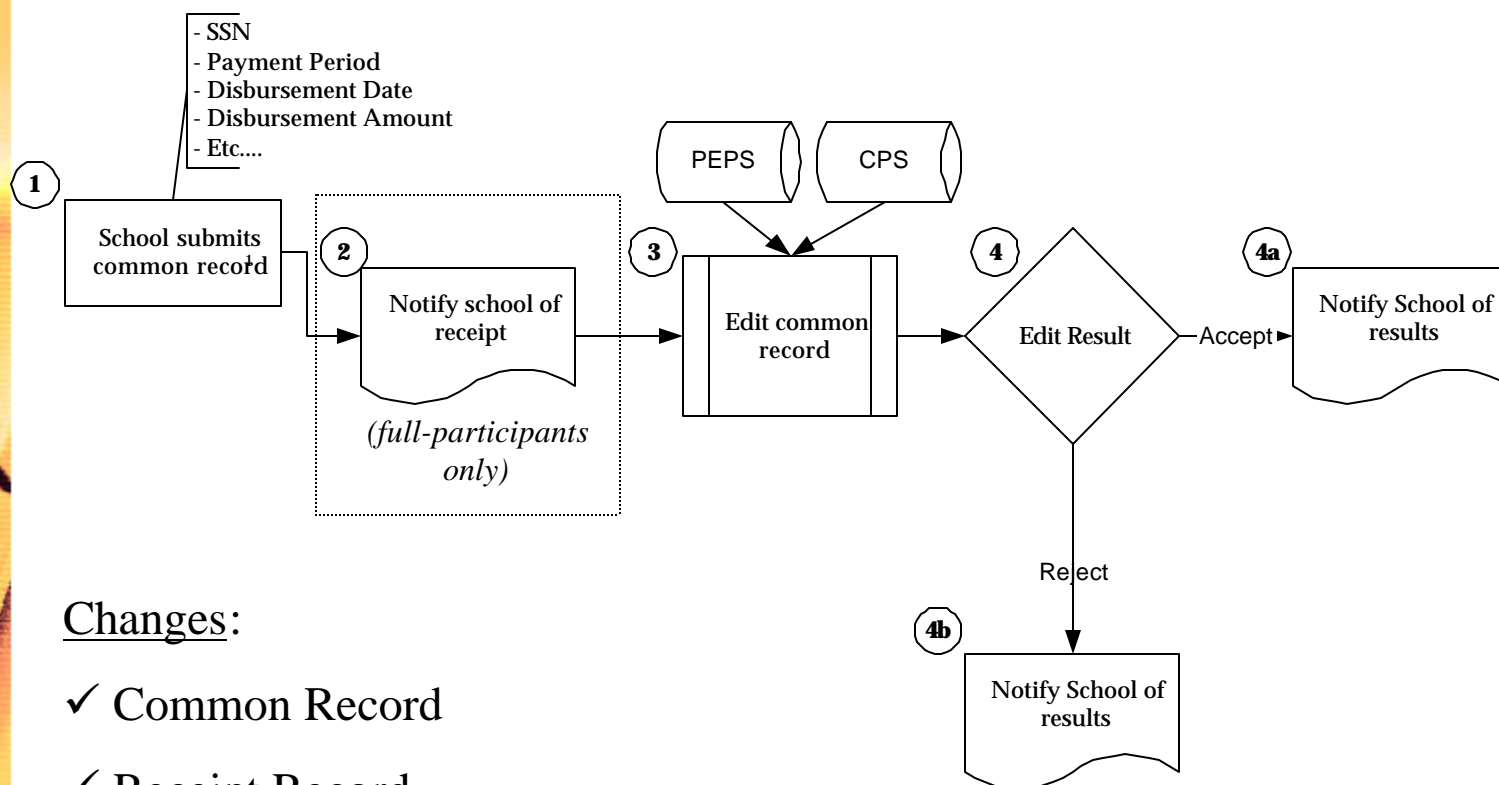 - SSN
- Payment Period
- Disbursement Date
- Disbursement Amount
- Etc....
1
School submits
common record1
2
Notify school of
receipt
(full-participants
only)
PEPS
CPS
3
Edit common
record
4
Edit Result
Accept
4a
Notify School of
results
Reject
4b
Notify School of
results
Changes:
✓ Common Record
✓ Receipt Record